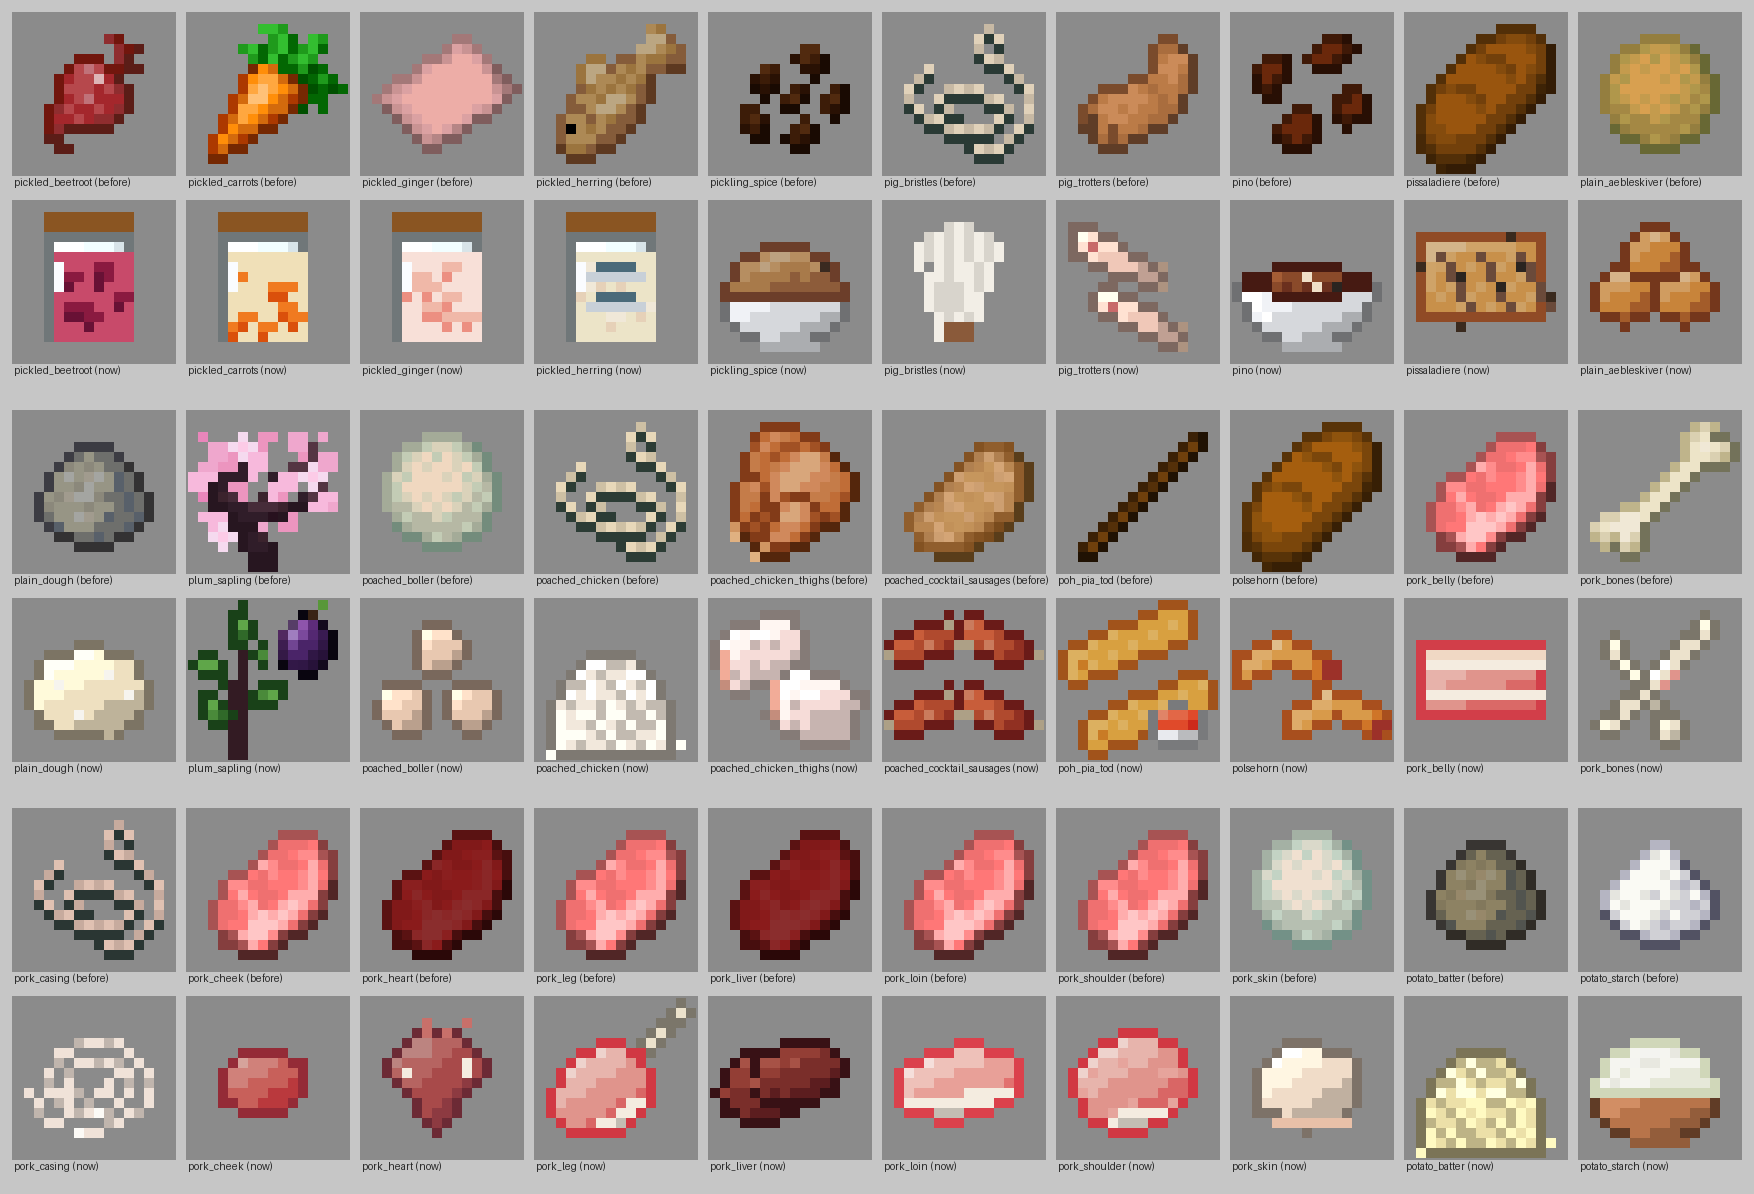 pickled_beetroot (before) pickled_carrots (before) pickled_ginger (before) pickled_herring (before) pickling_spice (before) pig_bristles (before) pig_trotters (before) pino (before) pissaladiere (before) plain_aebleskiver (before)
pickled_beetroot (now) pickled_carrots (now) pickled_ginger (now) pickled_herring (now) pickling_spice (now) pig_bristles (now) pig_trotters (now) pino (now) pissaladiere (now) plain_aebleskiver (now)
plain_dough (before) plum_sapling (before) poached_boller (before) poached_chicken (before) poached_chicken_thighs (before) poached_cocktail_sausages (before) poh_pia_tod (before) polsehorn (before) pork_belly (before) pork_bones (before)
plain_dough (now) plum_sapling (now) poached_boller (now) poached_chicken (now) poached_chicken_thighs (now) poached_cocktail_sausages (now) poh_pia_tod (now) polsehorn (now) pork_belly (now) pork_bones (now)
pork_casing (before) pork_cheek (before) pork_heart (before) pork_leg (before) pork_liver (before) pork_loin (before) pork_shoulder (before) pork_skin (before) potato_batter (before) potato_starch (before)
pork_casing (now) pork_cheek (now) pork_heart (now) pork_leg (now) pork_liver (now) pork_loin (now) pork_shoulder (now) pork_skin (now) potato_batter (now) potato_starch (now)